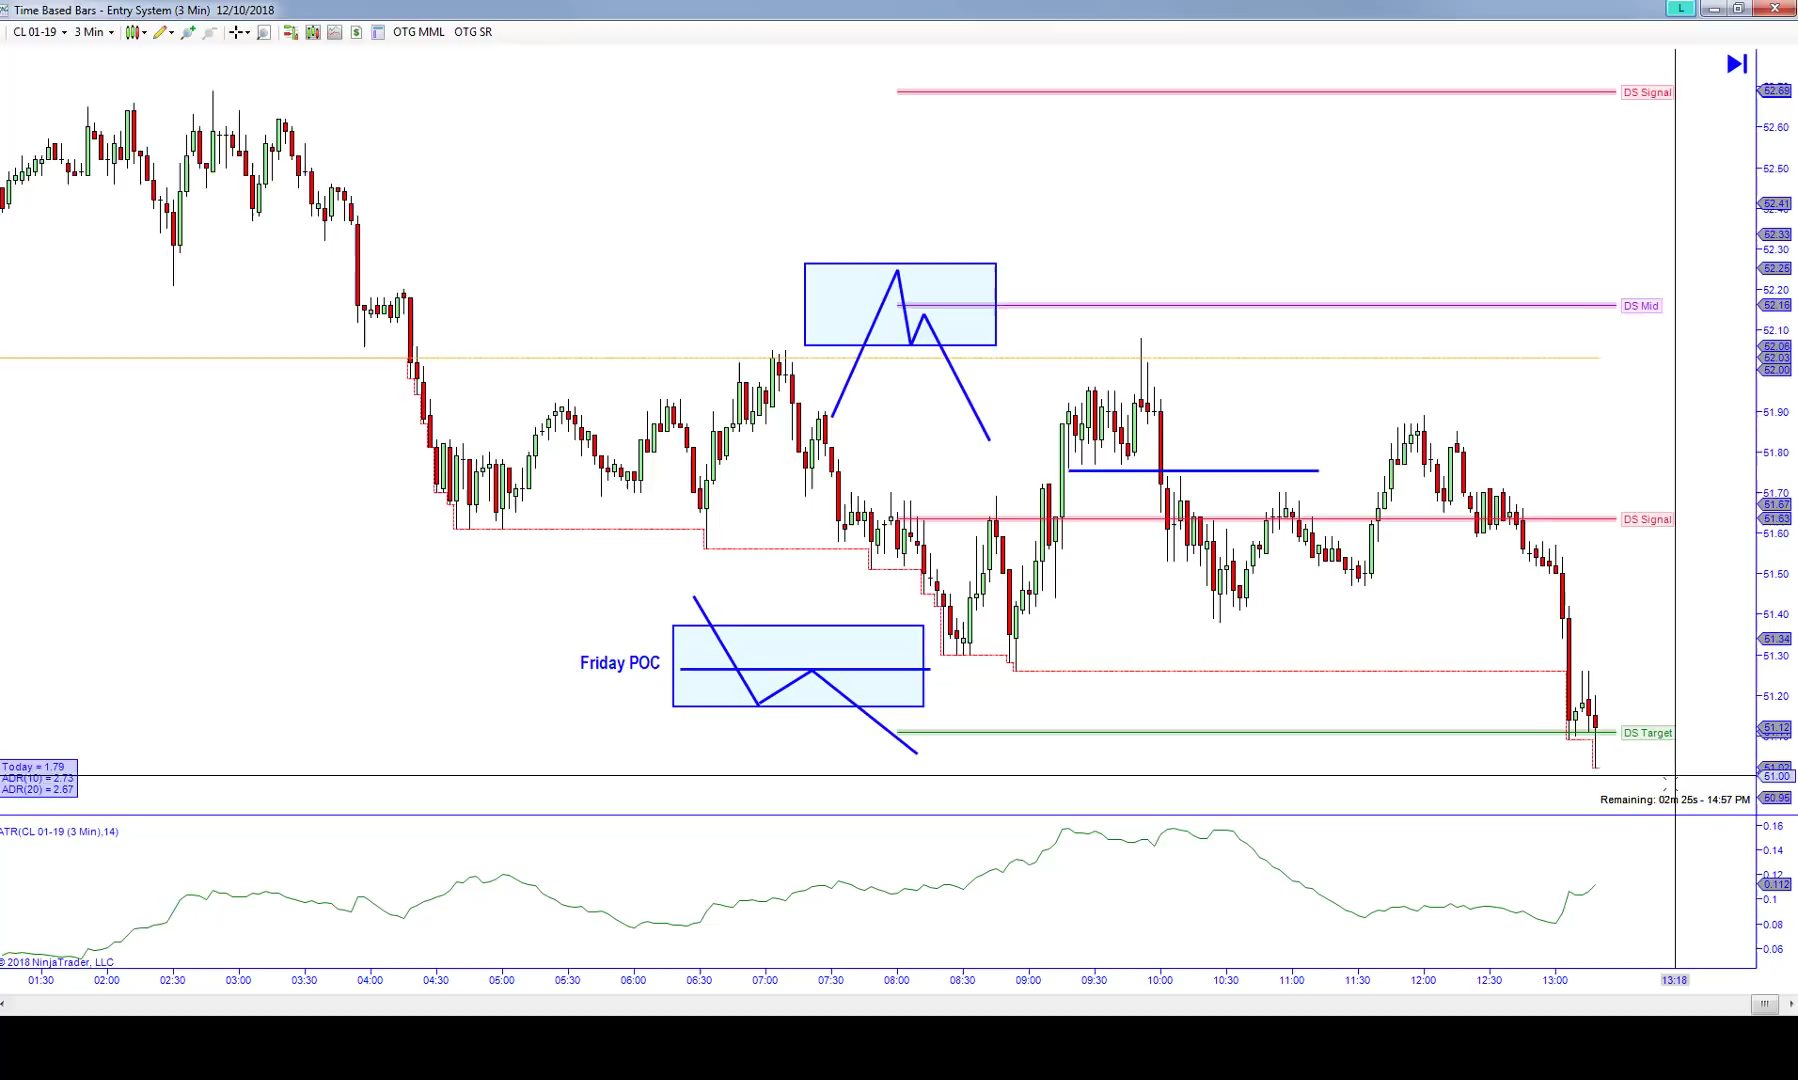 Time Based Bars - Entry System (3 Min)  12/10/2018
L
CL 01-19 3 Min OTG MML OTG SR
DS Signal
52.69
52.60
52.50
52.41
52.33
52.30
52.25
52.20
DS Mid
52.16
52.10
52.06
52.03
52.00
51.90
51.80
51.70
51.67
DS Signal
51.63
51.60
51.50
51.40
51.34
51.30
Friday POC
51.20
51.12
DS Target
51.02
51.00
50.95
Today = 1.79
ADR(10) = 2.73
ADR(20) = 2.67
Remaining: 02m 25s - 14:57 PM
ATR(CL 01-19 (3 Min),14)
0.16
0.14
0.12
0.112
0.1
0.08
0.06
© 2018 NinjaTrader, LLC
01:30 02:00 02:30 03:00 03:30 04:00 04:30 05:00 05:30 06:00 06:30 07:00 07:30 08:00 08:30 09:00 09:30 10:00 10:30 11:00 11:30 12:00 12:30 13:00 13:18